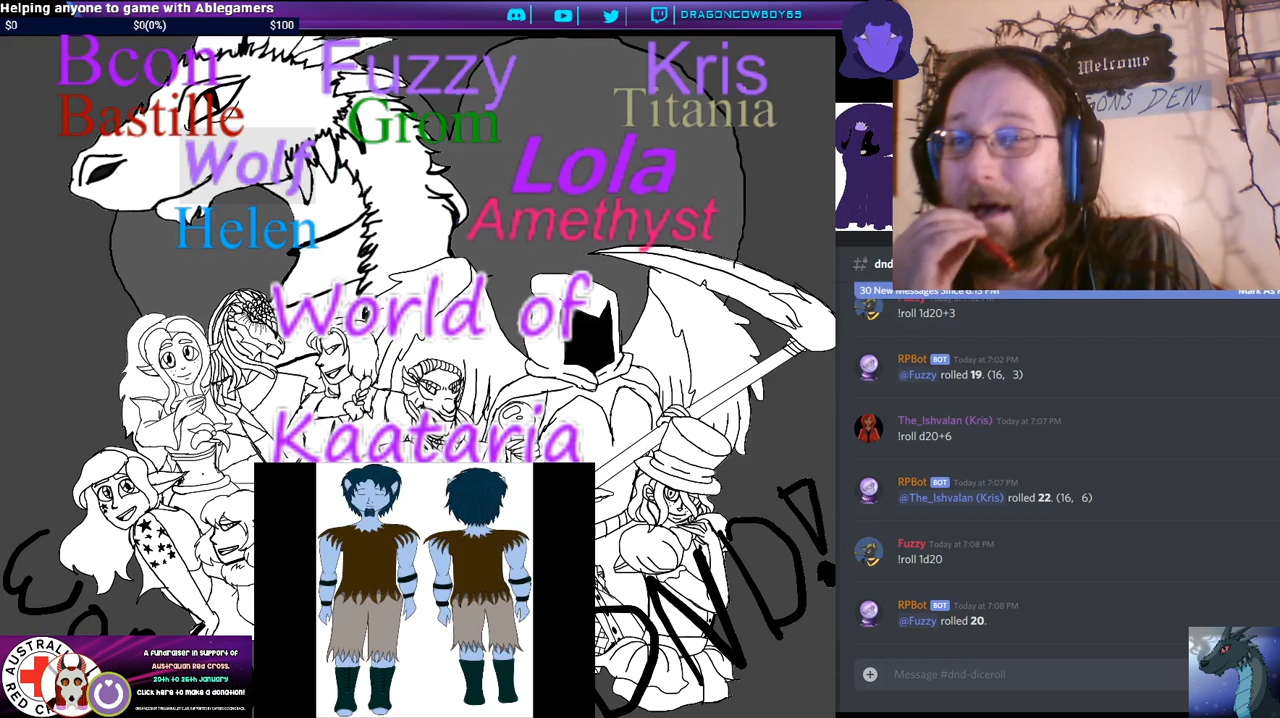 Helping anyone to game with Ablegamers
$0 $0(0%) $100
DRAGONCOWBOY69
Bcon Fuzzy Kris
Bastille Grom Titania
Wolf Lola
Helen Amethyst
World of
Kaataria
DND!
Welcome
DEN
dnd
30 New Messages Since 6:13 PM Mark As
!roll 1d20+3
RPBot BOT Today at 7:02 PM
@Fuzzy rolled 19. (16, 3)
The_Ishvalan (Kris) Today at 7:07 PM
!roll d20+6
RPBot BOT Today at 7:07 PM
@The_Ishvalan (Kris) rolled 22. (16, 6)
Fuzzy Today at 7:08 PM
!roll 1d20
RPBot BOT Today at 7:08 PM
@Fuzzy rolled 20.
Message #dnd-diceroll
AUSTRALIAN RED CROSS
A fundraiser in support of
Australian Red Cross.
20th to 26th January
Click here to make a donation!